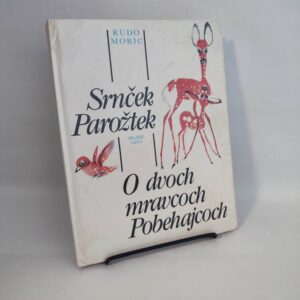 RUDO
MORIC
Srnček
Parožtek
MLADÉ
LETÁ
O dvoch
mravcoch
Pobehajcoch